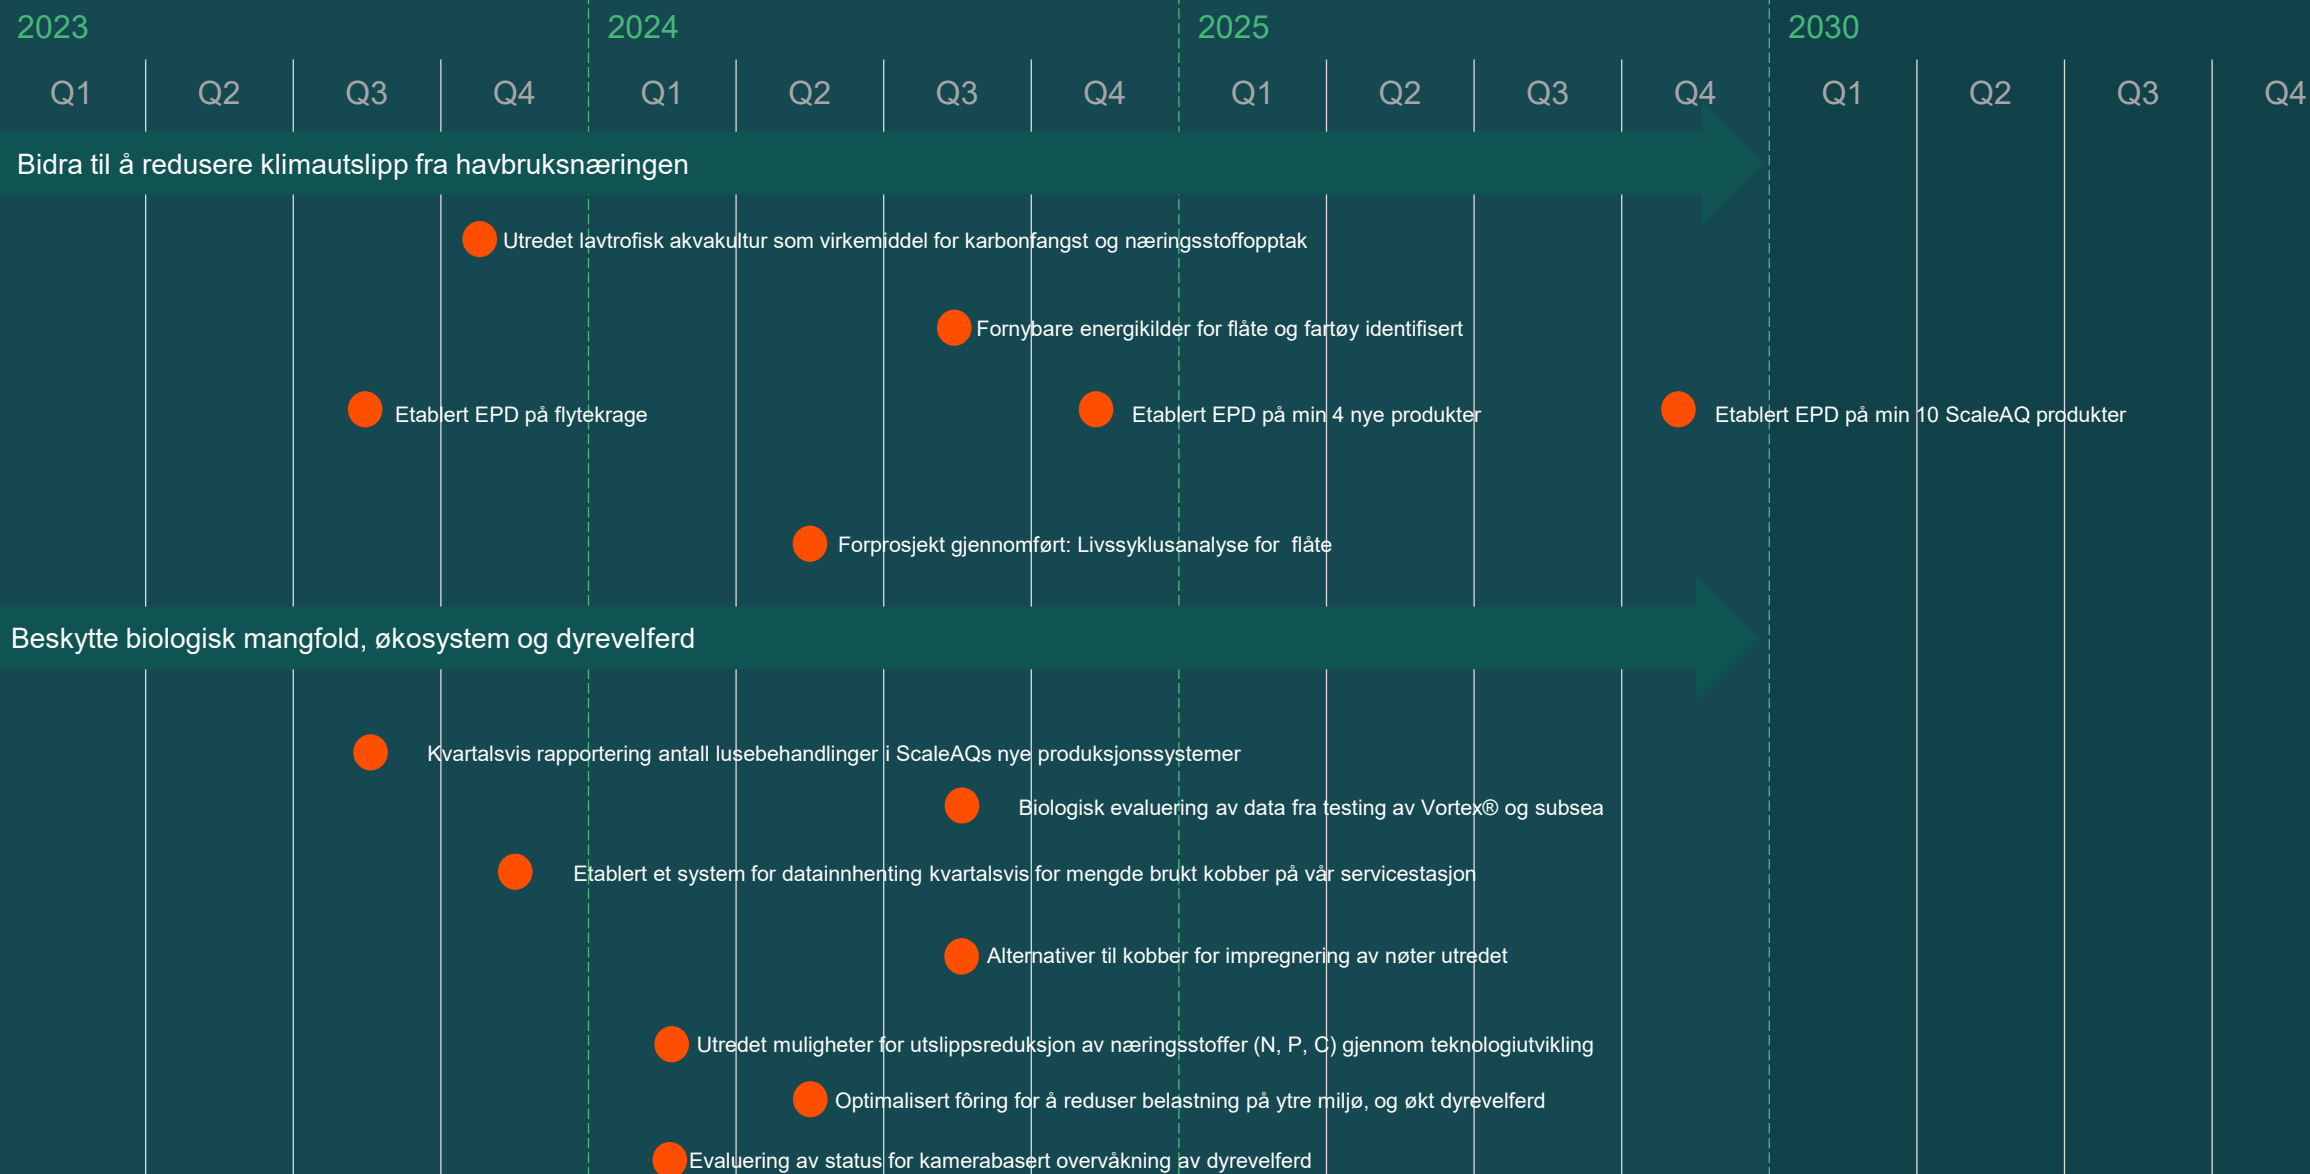 2023 2024 2025 2030
Q1 Q2 Q3 Q4 Q1 Q2 Q3 Q4 Q1 Q2 Q3 Q4 Q1 Q2 Q3 Q4
Bidra til å redusere klimautslipp fra havbruksnæringen
Utredet lavtrofisk akvakultur som virkemiddel for karbonfangst og næringsstoffopptak
Fornybare energikilder for flåte og fartøy identifisert
Etablert EPD på flytekrage Etablert EPD på min 4 nye produkter Etablert EPD på min 10 ScaleAQ produkter
Forprosjekt gjennomført: Livssyklusanalyse for  flåte
Beskytte biologisk mangfold, økosystem og dyrevelferd
Kvartalsvis rapportering antall lusebehandlinger i ScaleAQs nye produksjonssystemer
Biologisk evaluering av data fra testing av Vortex® og subsea
Etablert et system for datainnhenting kvartalsvis for mengde brukt kobber på vår servicestasjon
Alternativer til kobber for impregnering av nøter utredet
Utredet muligheter for utslippsreduksjon av næringsstoffer (N, P, C) gjennom teknologiutvikling
Optimalisert fôring for å reduser belastning på ytre miljø, og økt dyrevelferd
Evaluering av status for kamerabasert overvåkning av dyrevelferd